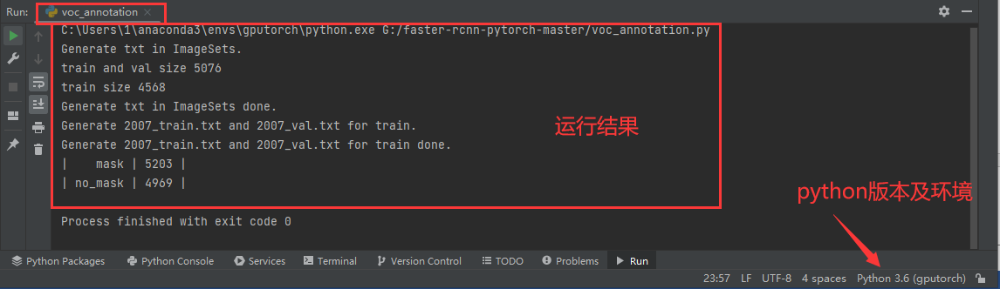 Run: voc_annotation
C:\Users\1\anaconda3\envs\gputorch\python.exe G:/faster-rcnn-pytorch-master/voc_annotation.py
Generate txt in ImageSets.
train and val size 5076
train size 4568
Generate txt in ImageSets done.
运行结果
Generate 2007_train.txt and 2007_val.txt for train.
Generate 2007_train.txt and 2007_val.txt for train done.
|    mask | 5203 |
| no_mask | 4969 |
python版本及环境
Process finished with exit code 0
Python Packages Python Console Services Terminal Version Control TODO Problems Run
23:57 LF UTF-8 4 spaces Python 3.6 (gputorch)